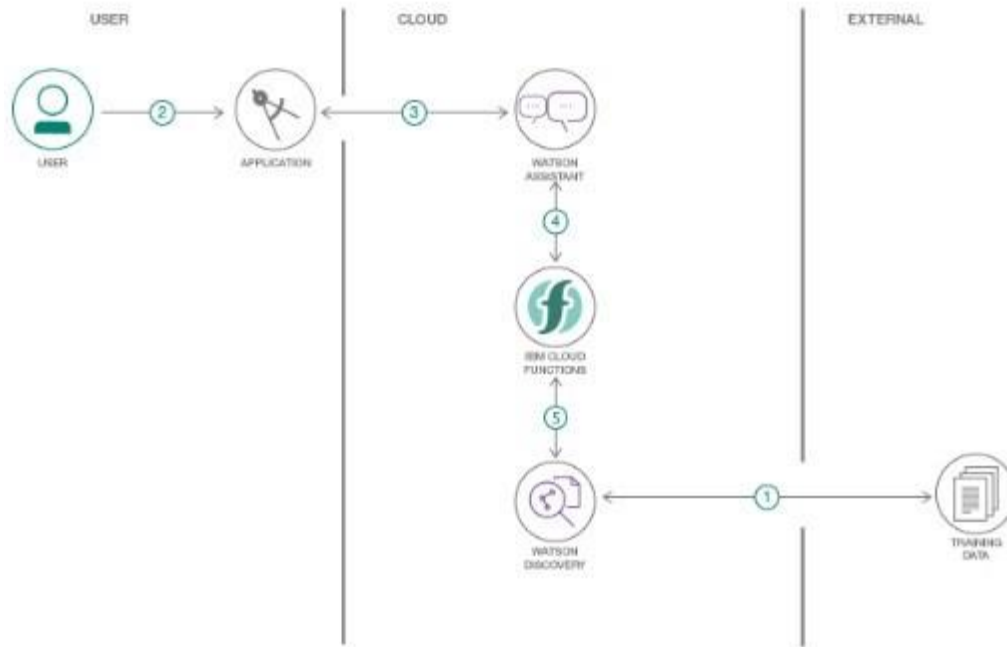 USER
CLOUD
EXTERNAL
2
3
USER
APPLICATION
WATSON
ASSISTANT
4
IBM CLOUD
FUNCTIONS
5
1
WATSON
DISCOVERY
TRAINING
DATA